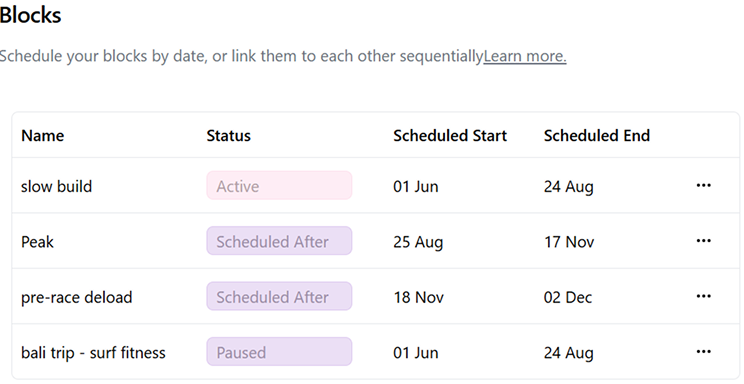 Blocks
Schedule your blocks by date, or link them to each other sequentiallyLearn more.
Name Status Scheduled Start Scheduled End
slow build Active 01 Jun 24 Aug
Peak Scheduled After 25 Aug 17 Nov
pre-race deload Scheduled After 18 Nov 02 Dec
bali trip - surf fitness Paused 01 Jun 24 Aug